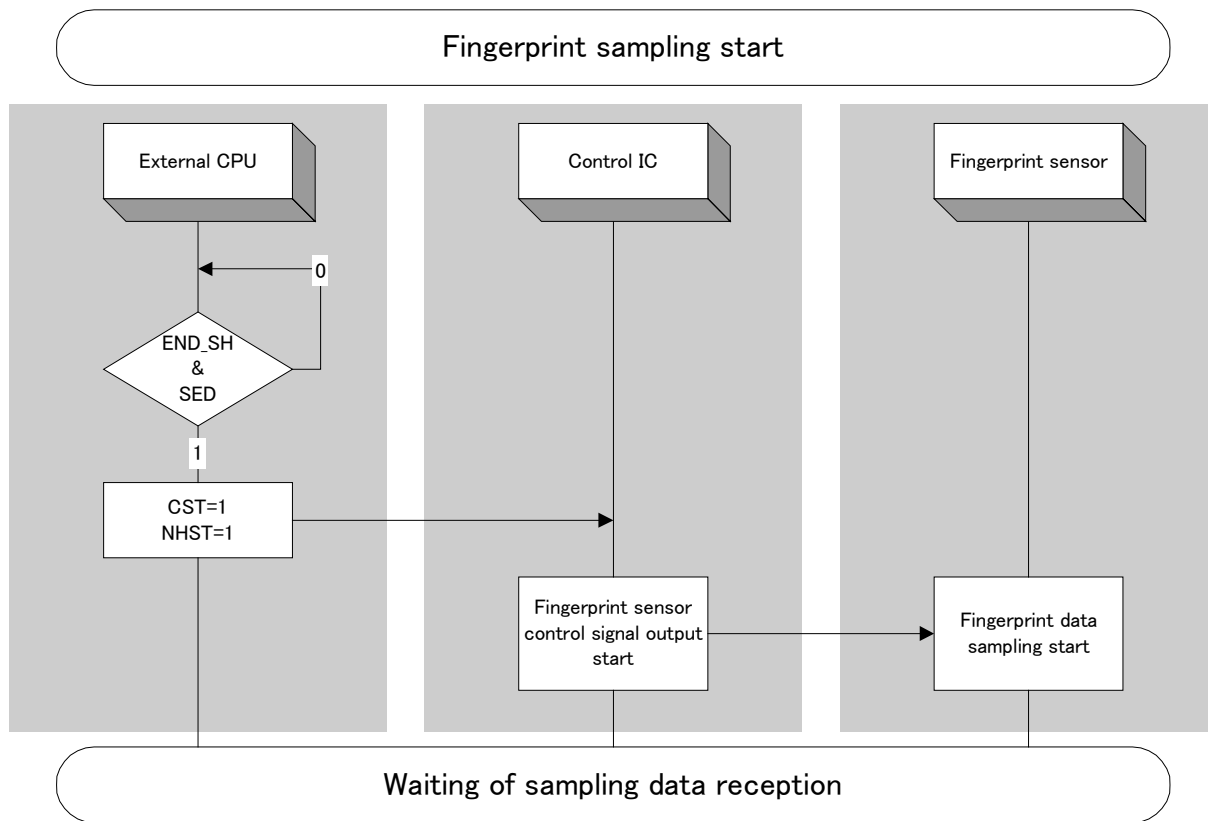 Fingerprint sampling start
External CPU
Control IC
Fingerprint sensor
0
END_SH
&
SED
1
CST=1
NHST=1
Fingerprint sensor
control signal output
start
Fingerprint data
sampling start
Waiting of sampling data reception